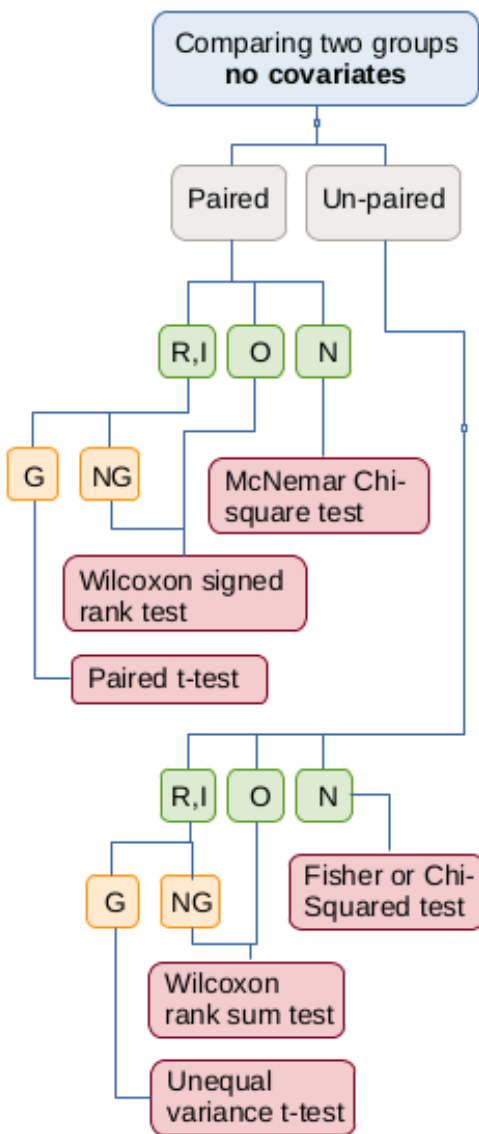 Comparing two groups
no covariates
Paired
Un-paired
R,I
O
N
G
NG
McNemar Chi-
square test
Wilcoxon signed
rank test
Paired t-test
R,I
O
N
G
NG
Fisher or Chi-
Squared test
Wilcoxon
rank sum test
Unequal
variance t-test